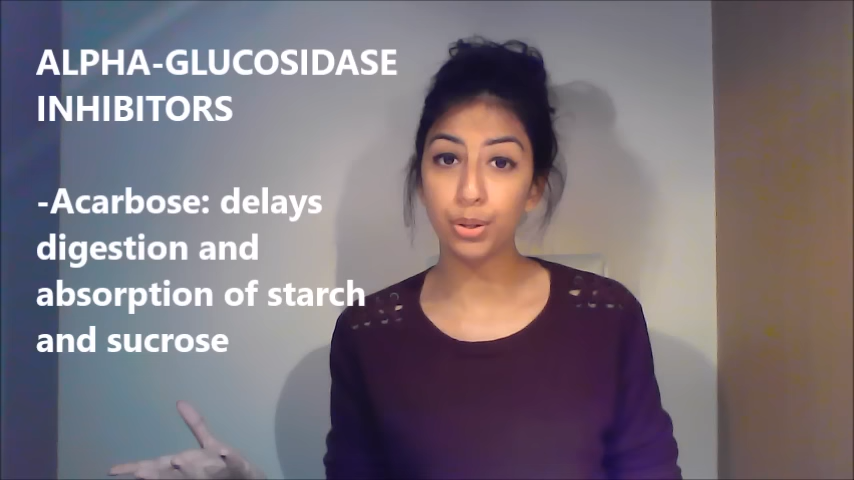 ALPHA-GLUCOSIDASE
INHIBITORS
-Acarbose: delays
digestion and
absorption of starch
and sucrose